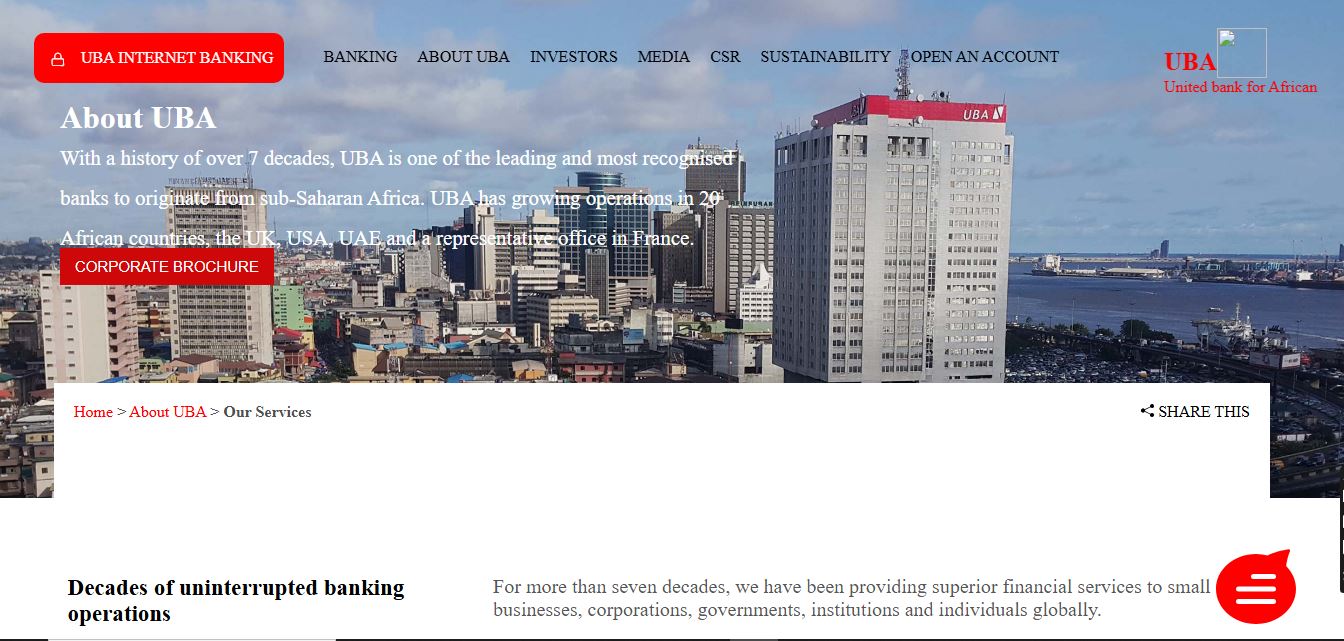 UBA INTERNET BANKING
BANKING ABOUT UBA INVESTORS MEDIA CSR SUSTAINABILITY OPEN AN ACCOUNT
UBA
United bank for African
About UBA
With a history of over 7 decades, UBA is one of the leading and most recognised
banks to originate from sub-Saharan Africa. UBA has growing operations in 20
African countries, the UK, USA, UAE and a representative office in France.
CORPORATE BROCHURE
UBA
Home > About UBA > Our Services
SHARE THIS
Decades of uninterrupted banking
operations
For more than seven decades, we have been providing superior financial services to small
businesses, corporations, governments, institutions and individuals globally.